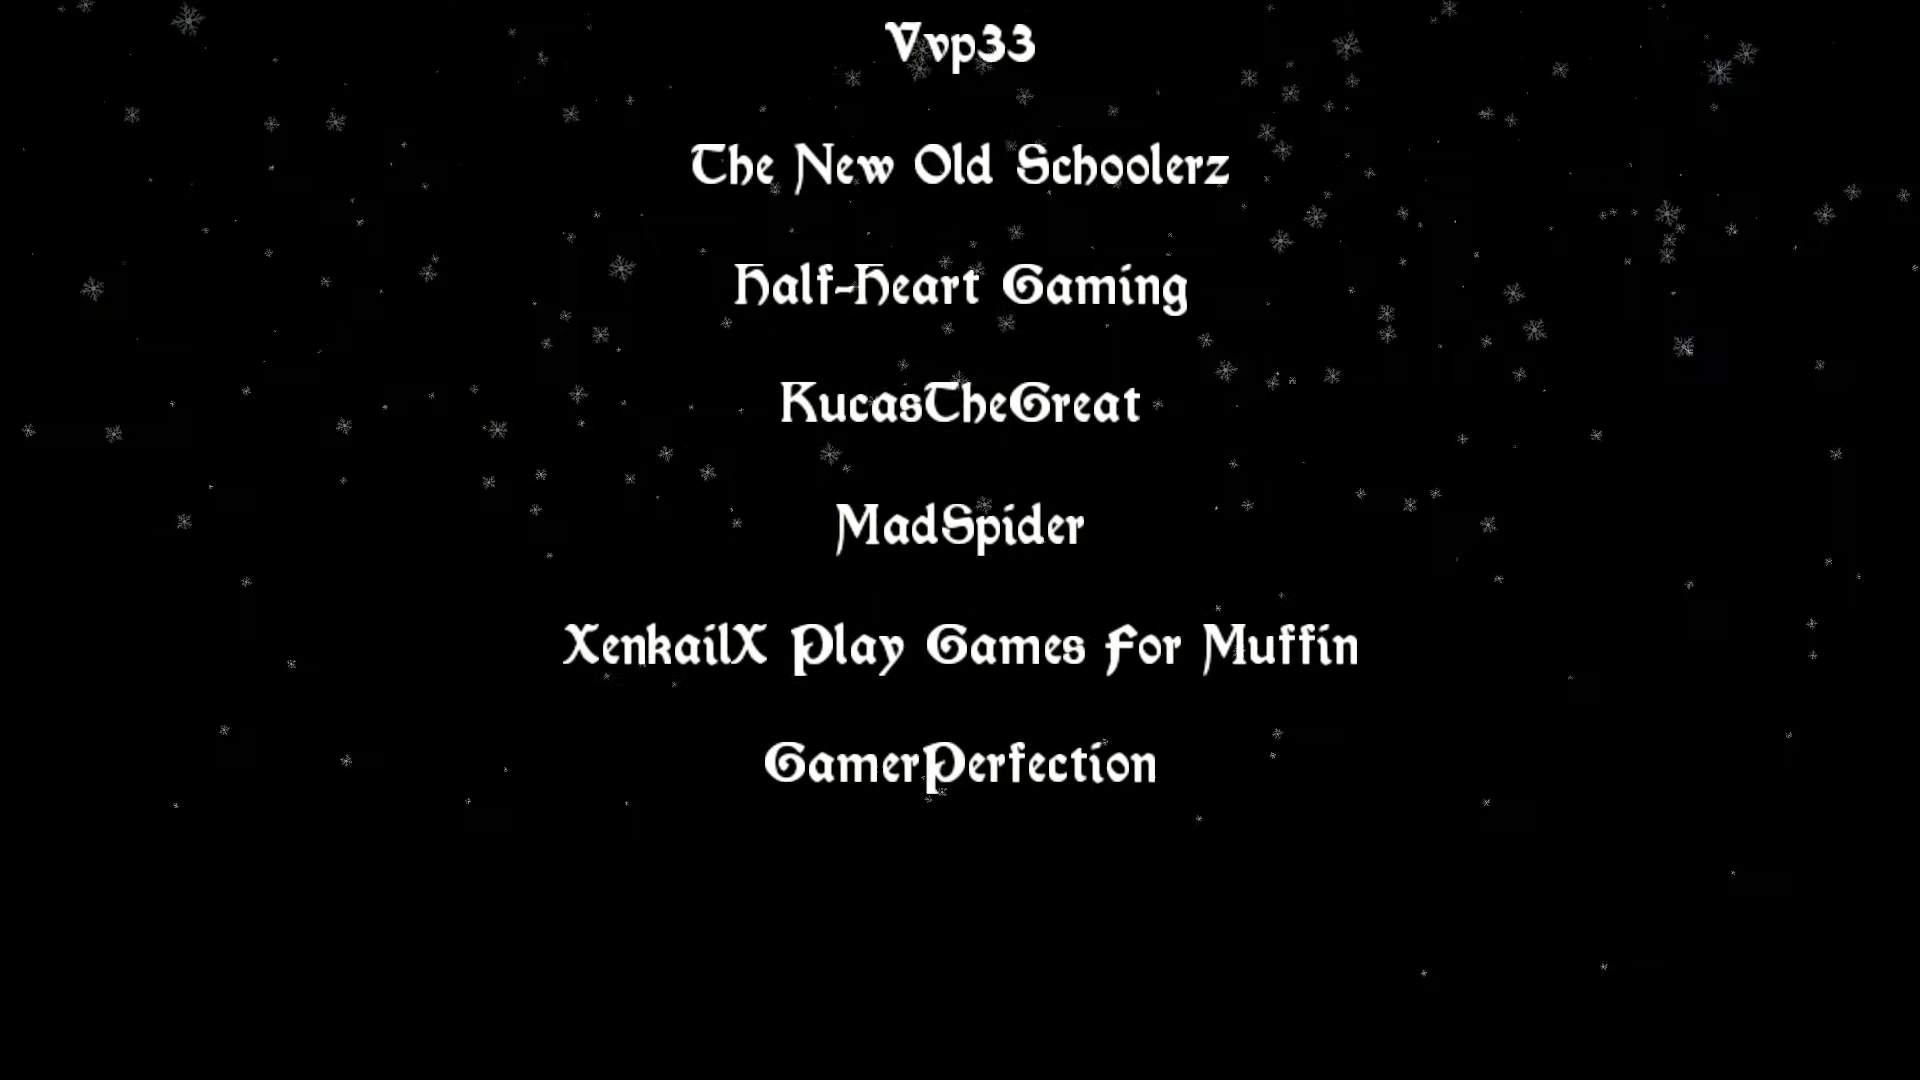 Vvp33
The New Old Schoolerz
Half-Heart Gaming
KucasTheGreat
MadSpider
XenkailX Play Games For Muffin
GamerPerfection